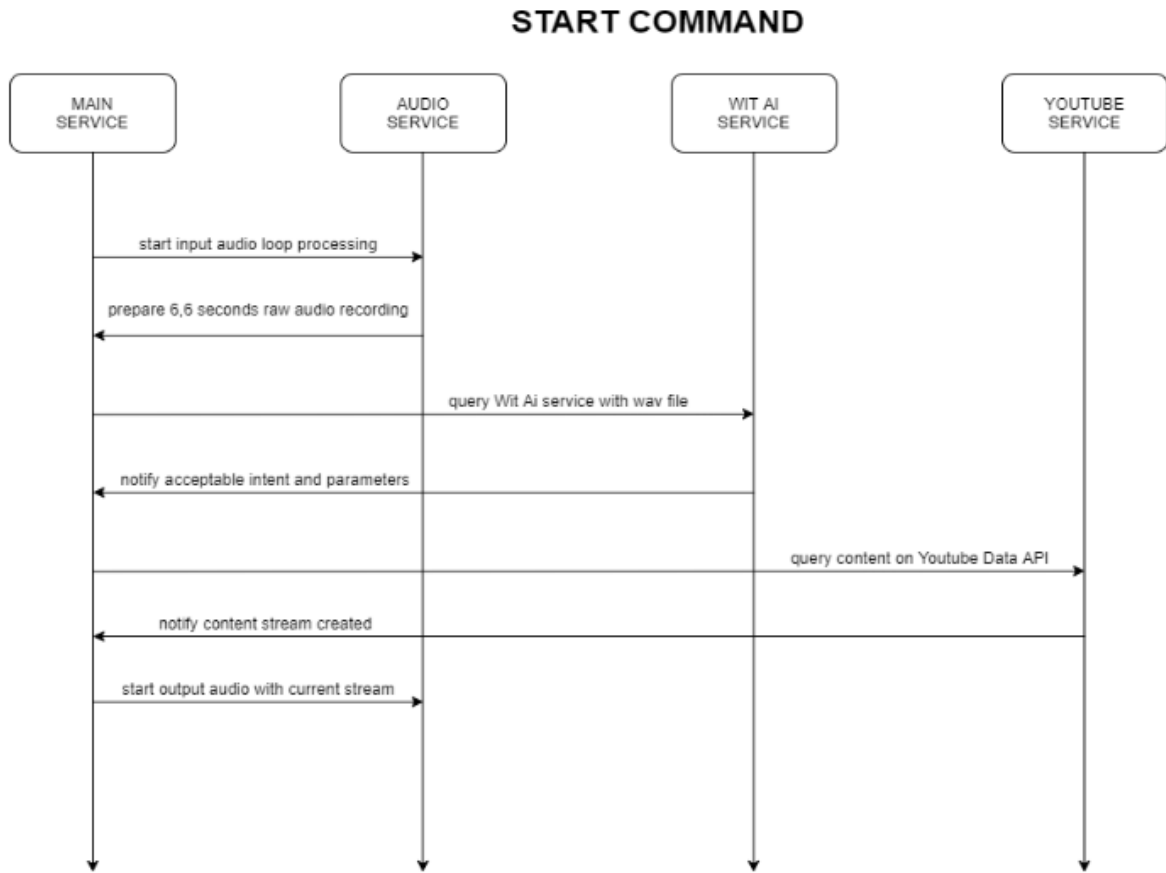 START COMMAND
MAIN
SERVICE
AUDIO
SERVICE
WIT AI
SERVICE
YOUTUBE
SERVICE
start input audio loop processing
prepare 6,6 seconds raw audio recording
query Wit Ai service with wav file
notify acceptable intent and parameters
query content on Youtube Data API
notify content stream created
start output audio with current stream